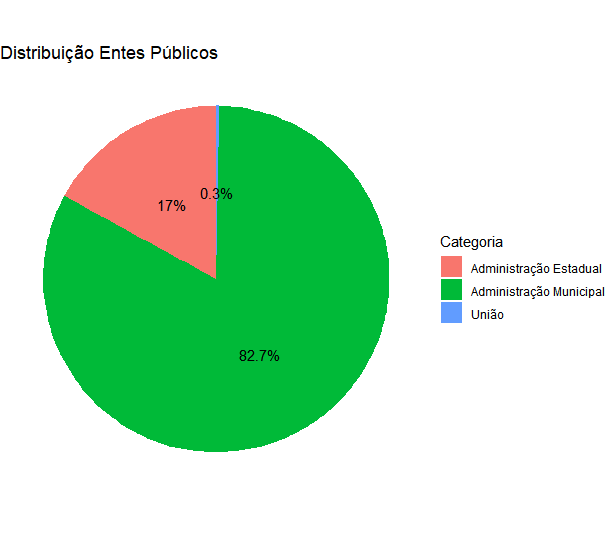 Distribuição Entes Públicos
0.3%
17%
82.7%
Categoria
Administração Estadual
Administração Municipal
União